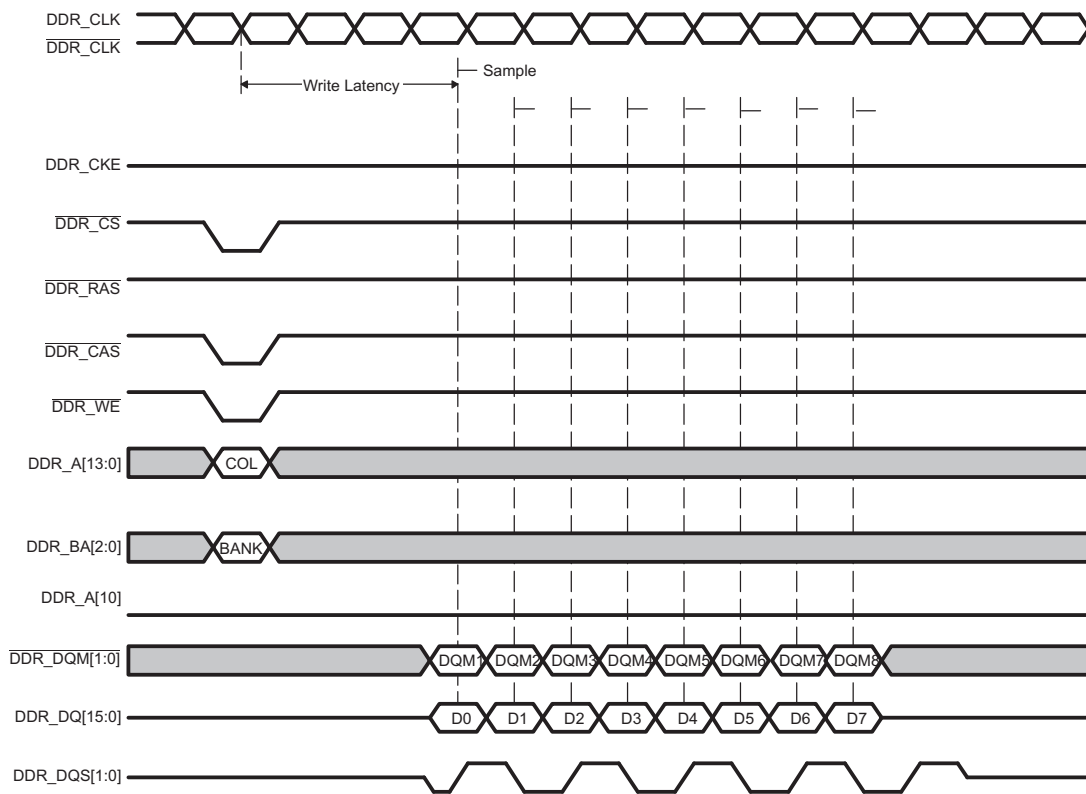 DDR_CLK
DDR_CLK
Sample
Write Latency
DDR_CKE
DDR_CS
DDR_RAS
DDR_CAS
DDR_WE
DDR_A[13:0]
COL
DDR_BA[2:0]
BANK
DDR_A[10]
DDR_DQM[1:0]
DQM1 DQM2 DQM3 DQM4 DQM5 DQM6 DQM7 DQM8
DDR_DQ[15:0]
D0 D1 D2 D3 D4 D5 D6 D7
DDR_DQS[1:0]